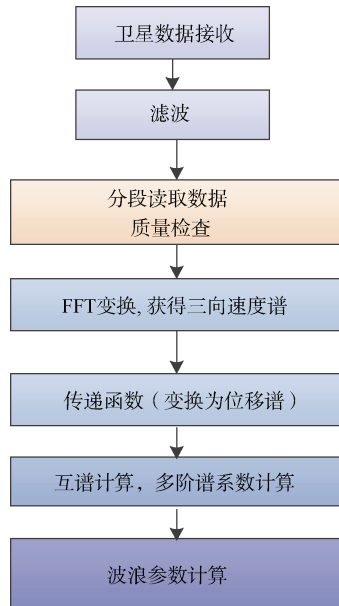 卫星数据接收
滤波
分段读取数据
质量检查
FFT变换, 获得三向速度谱
传递函数（变换为位移谱）
互谱计算，多阶谱系数计算
波浪参数计算